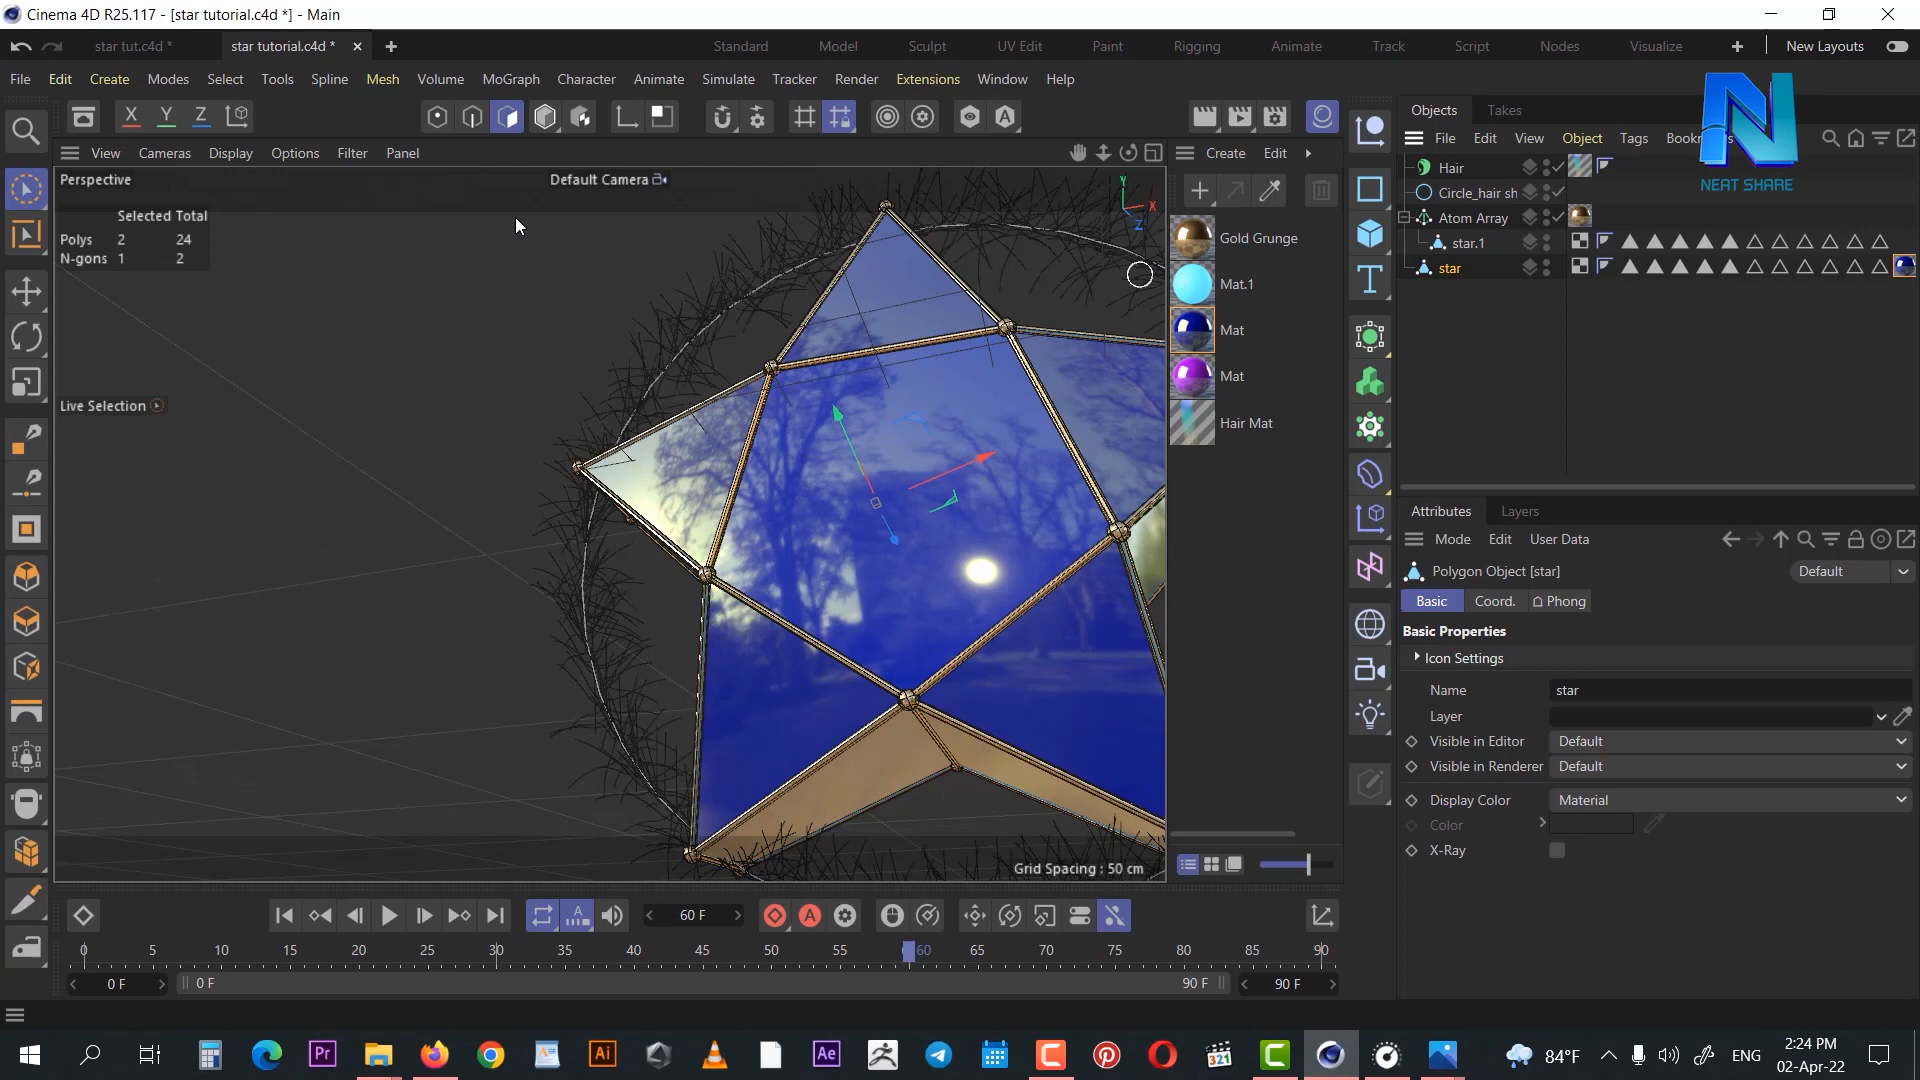 Cinema 4D R25.117 - [star tutorial.c4d *] - Main
star tut.c4d *
star tutorial.c4d *
Standard
Model
Sculpt
UV Edit
Paint
Rigging
Animate
Track
Script
Nodes
Visualize
New Layouts
File Edit Create Modes Select Tools Spline Mesh Volume MoGraph Character Animate Simulate Tracker Render Extensions Window Help
X Y Z
View Cameras Display Options Filter Panel
Perspective
Default Camera
Selected Total
Polys 2 24
N-gons 1 2
Live Selection
Y
X
Z
Grid Spacing : 50 cm
Create Edit
Gold Grunge
Mat.1
Mat
Mat
Hair Mat
Objects Takes
File Edit View Object Tags Bookm
NEAT SHARE
Hair
Circle_hair sh
Atom Array
star.1
star
Attributes Layers
Mode Edit User Data
Polygon Object [star]
Default
Basic Coord. Phong
Basic Properties
Icon Settings
Name star
Layer
Visible in Editor Default
Visible in Renderer Default
Display Color Material
Color
X-Ray
60 F
0 5 10 15 20 25 30 35 40 45 50 55 60 65 70 75 80 85 90
0 F
0 F
90 F
90 F
Pr
Ai
Ae
321
84°F
ENG
2:24 PM
02-Apr-22